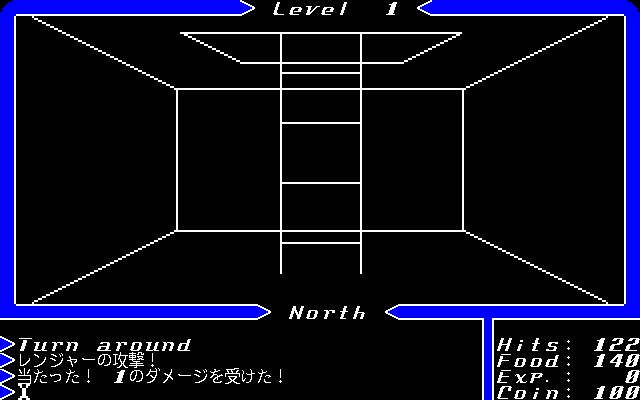 Level 1
North
Turn around
レンジャーの攻撃!
当たった! 1のダメージを受けた!
Hits: 122
Food: 140
Exp.: 0
Coin: 100